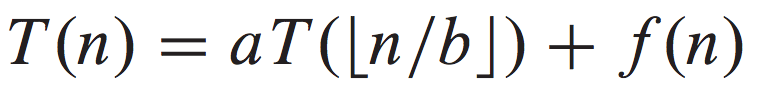 T(n) = aT(⌊n/b⌋) + f(n)